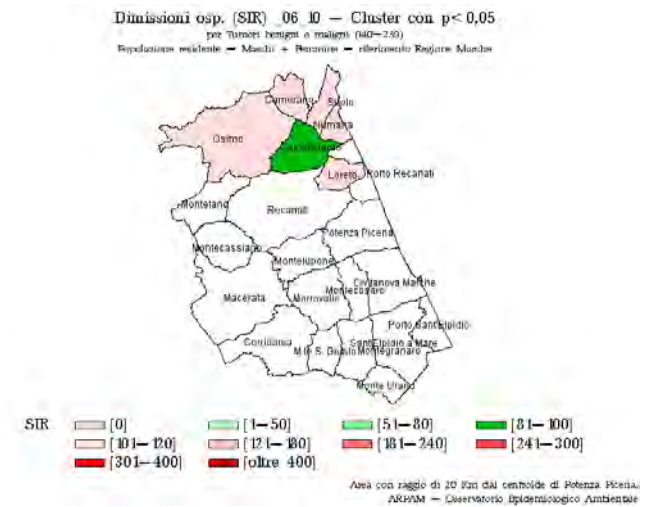 Dimissioni osp. (SIR) _06_10 — Cluster con p< 0,05
per Tumori benigni e maligni (140—239)
Popolazione residente — Maschi + Femmine — riferimento Regione Marche
Camerano
Sirolo
Numana
Osimo
Loreto
Porto Recanati
Montefano
Recanati
Potenza Picena
Montecassiano
Montelupone
Civitanova Marche
Montecosaro
Macerata
Morrovalle
Porto Sant'Elpidio
Corridonia
Sant'Elpidio a Mare
M.te S. Giusto
Montegranaro
Monte Urano
SIR [0] [1—50] [51—80] [81—100]
[101—120] [121—180] [181—240] [241—300]
[301—400] [oltre 400]
Area con raggio di 20 Km dal centroide di Potenza Picena.
ARPAM — Osservatorio Epidemiologico Ambientale